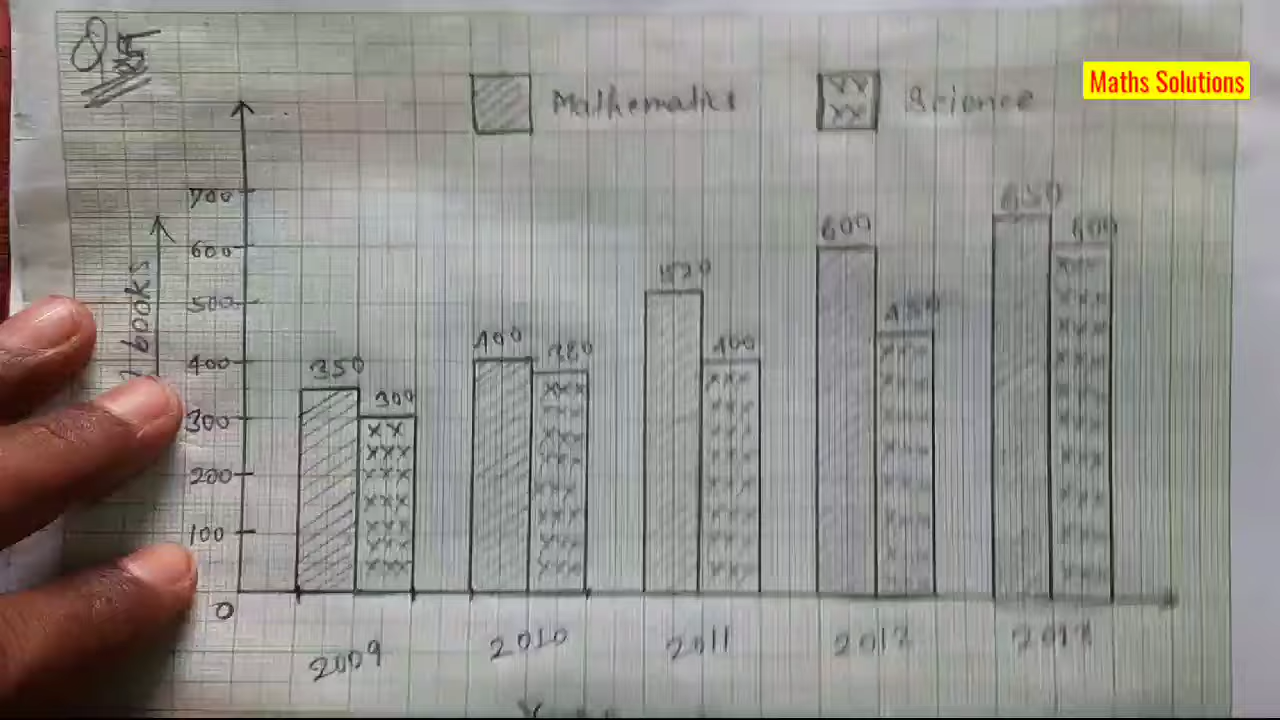 Q5
Maths Solutions
Mathematics Science
700
600
500
400
300
200
100
0
books
350 300
400 380
520 400
600 450
650 600
2009 2010 2011 2012